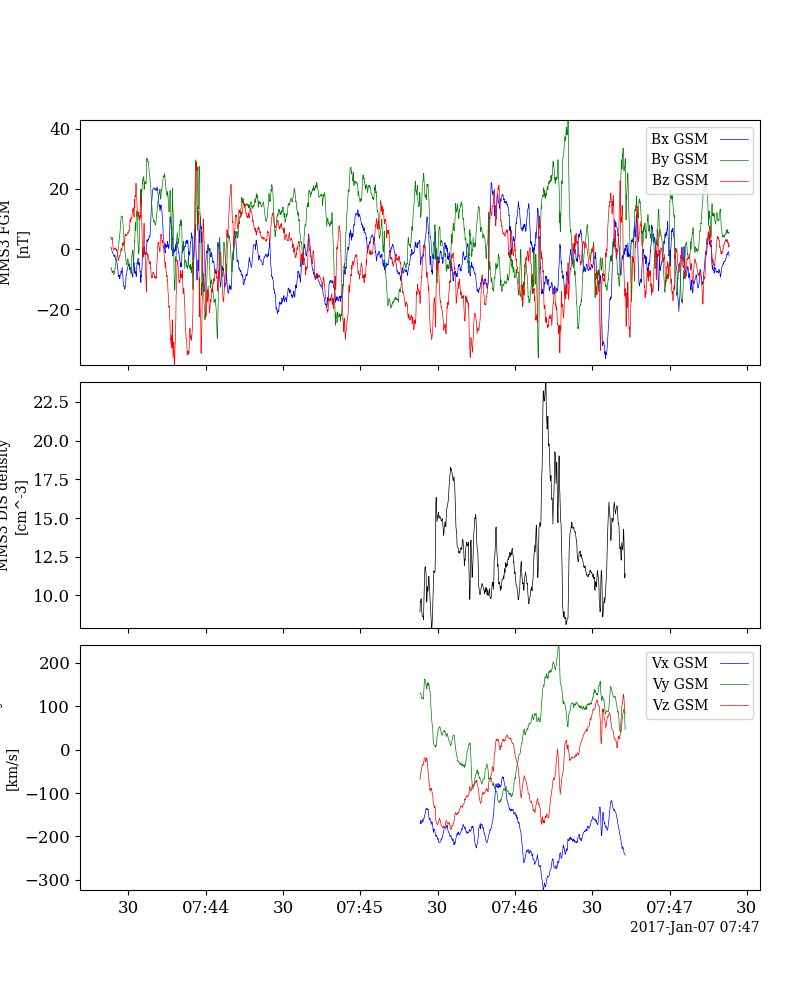 MMS3 FGM
[nT]
40
20
0
−20
Bx GSM
By GSM
Bz GSM
MMS3 DIS density
[cm^-3]
22.5
20.0
17.5
15.0
12.5
10.0
[km/s]
200
100
0
−100
−200
−300
Vx GSM
Vy GSM
Vz GSM
30 07:44 30 07:45 30 07:46 30 07:47 30
2017-Jan-07 07:47